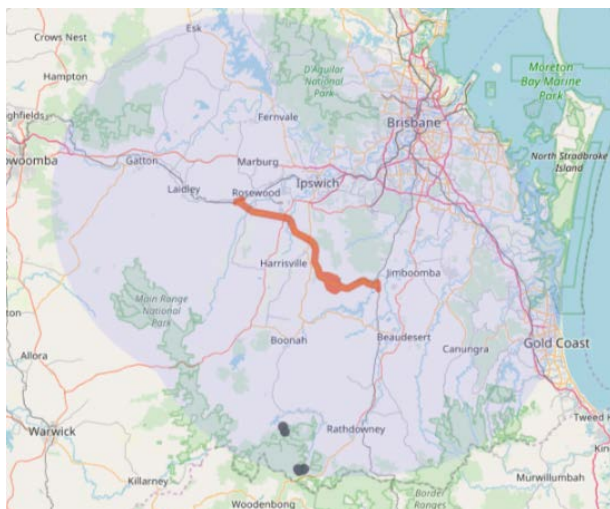 Esk
Crows Nest
D'Aguilar
National
Park
Moreton
Bay Marine
Park
Hampton
Fernvale
Brisbane
ghfields
owoomba
Gatton
Marburg
North Stradbroke
Island
Laidley
Rosewood
Ipswich
Harrisville
Jimboomba
Main Range
National
Park
Boonah
Beaudesert
Canungra
Gold Coast
Allora
Warwick
Rathdowney
Tweed H
Kin
Killarney
Murwillumbah
Woodenbong
Border
Ranges